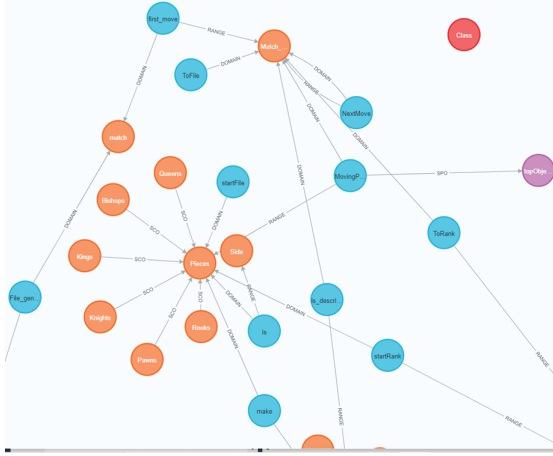 first_move
RANGE
Match_...
Class
DOMAIN
ToFile
DOMAIN
DOMAIN
RANGE
NextMove
DOMAIN
match
DOMAIN
Queens
startFile
MovingP...
SPO
topObje...
Bishops
SCO
DOMAIN
RANGE
DOMAIN
SCO
ToRank
Kings
SCO
Pieces
Side
File_gen...
SCO
SCO
SCO
DOMAIN
RANGE
DOMAIN
Is_descri...
Knights
Rooks
is
DOMAIN
Pawns
startRank
RANGE
make
RANGE
RANGE